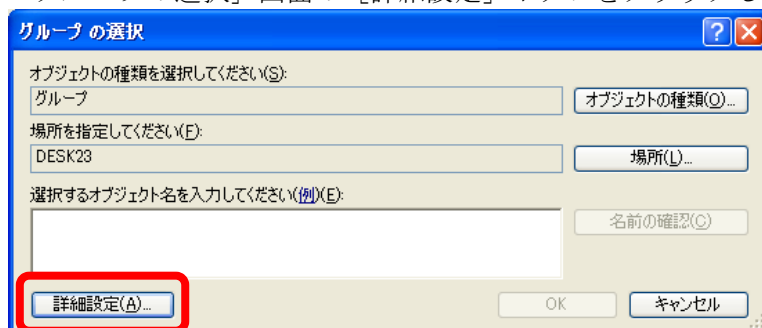 グループ の選択
オブジェクトの種類を選択してください(S):
グループ
オブジェクトの種類(O)...
場所を指定してください(F):
DESK23
場所(L)...
選択するオブジェクト名を入力してください(例)(E):
名前の確認(C)
詳細設定(A)...
OK
キャンセル